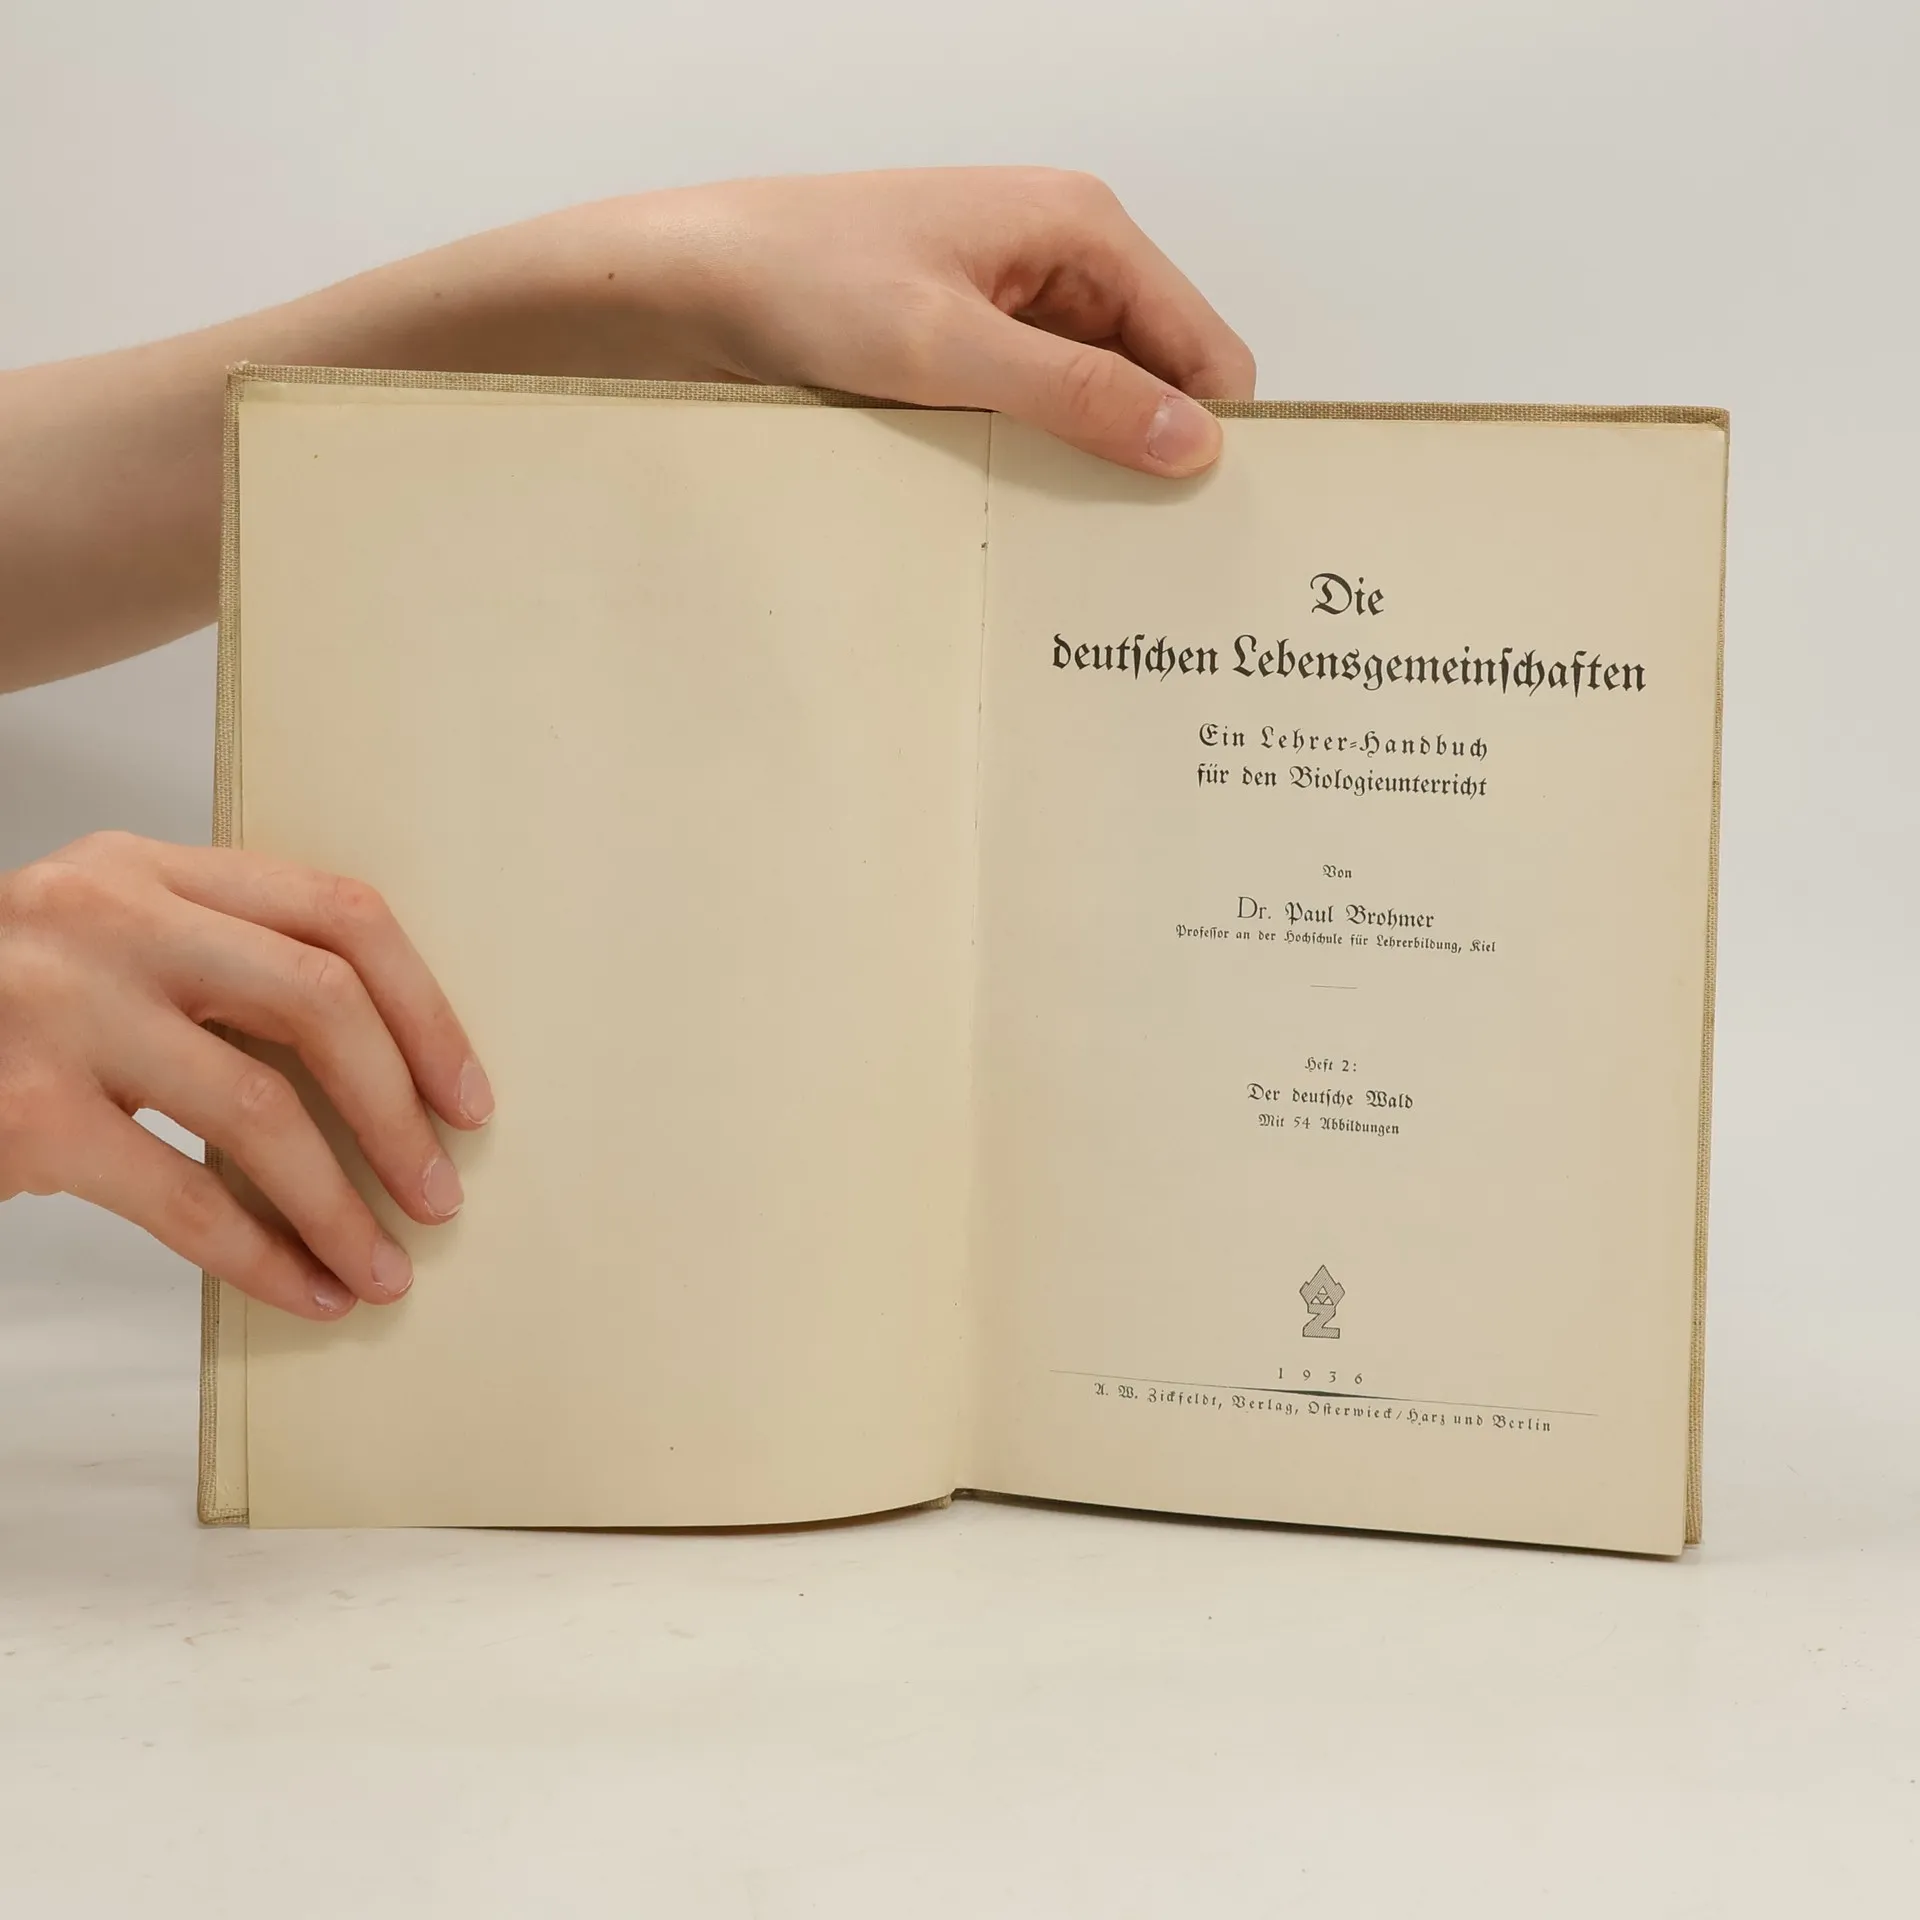 Die
deutſchen Lebensgemeinſchaften
Ein Lehrer-Handbuch
für den Biologieunterricht
Von
Dr. Paul Brohmer
Profeſſor an der Hochſchule für Lehrerbildung, Kiel
Heft 2:
Der deutſche Wald
Mit 54 Abbildungen
AWZ
1936
A. W. Zickfeldt, Verlag, Oſterwieck/Harz und Berlin